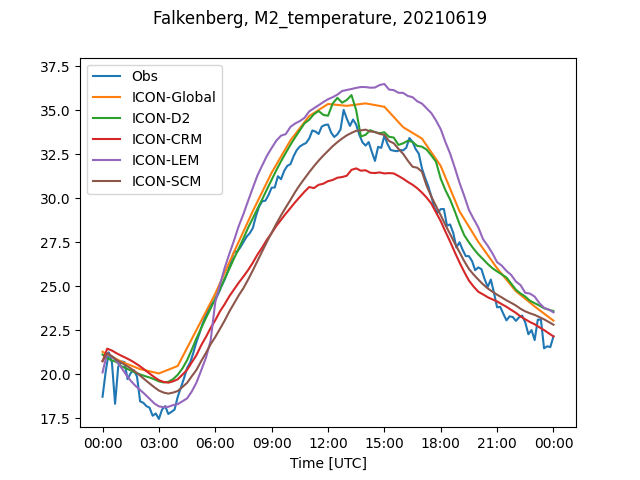 Falkenberg, M2_temperature, 20210619
37.5
35.0
32.5
30.0
27.5
25.0
22.5
20.0
17.5
Obs
ICON-Global
ICON-D2
ICON-CRM
ICON-LEM
ICON-SCM
00:00 03:00 06:00 09:00 12:00 15:00 18:00 21:00 00:00
Time [UTC]